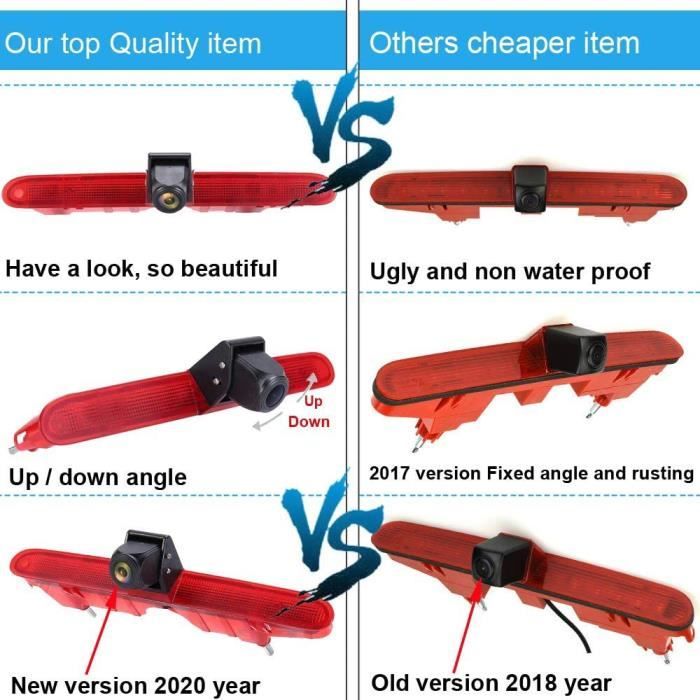 Our top Quality item
Others cheaper item
VS
Have a look, so beautiful
Ugly and non water proof
Up
Down
Up / down angle
2017 version Fixed angle and rusting
VS
New version 2020 year
Old version 2018 year